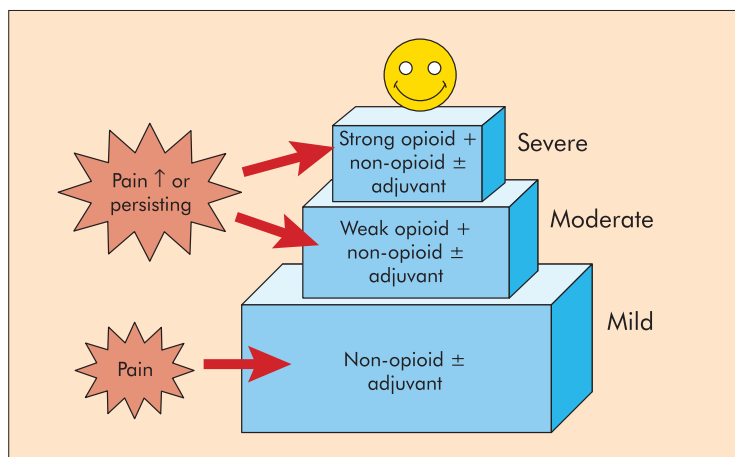 Strong opioid +
non-opioid ±
adjuvant
Severe
Pain ↑ or
persisting
Weak opioid +
non-opioid ±
adjuvant
Moderate
Mild
Pain
Non-opioid ±
adjuvant